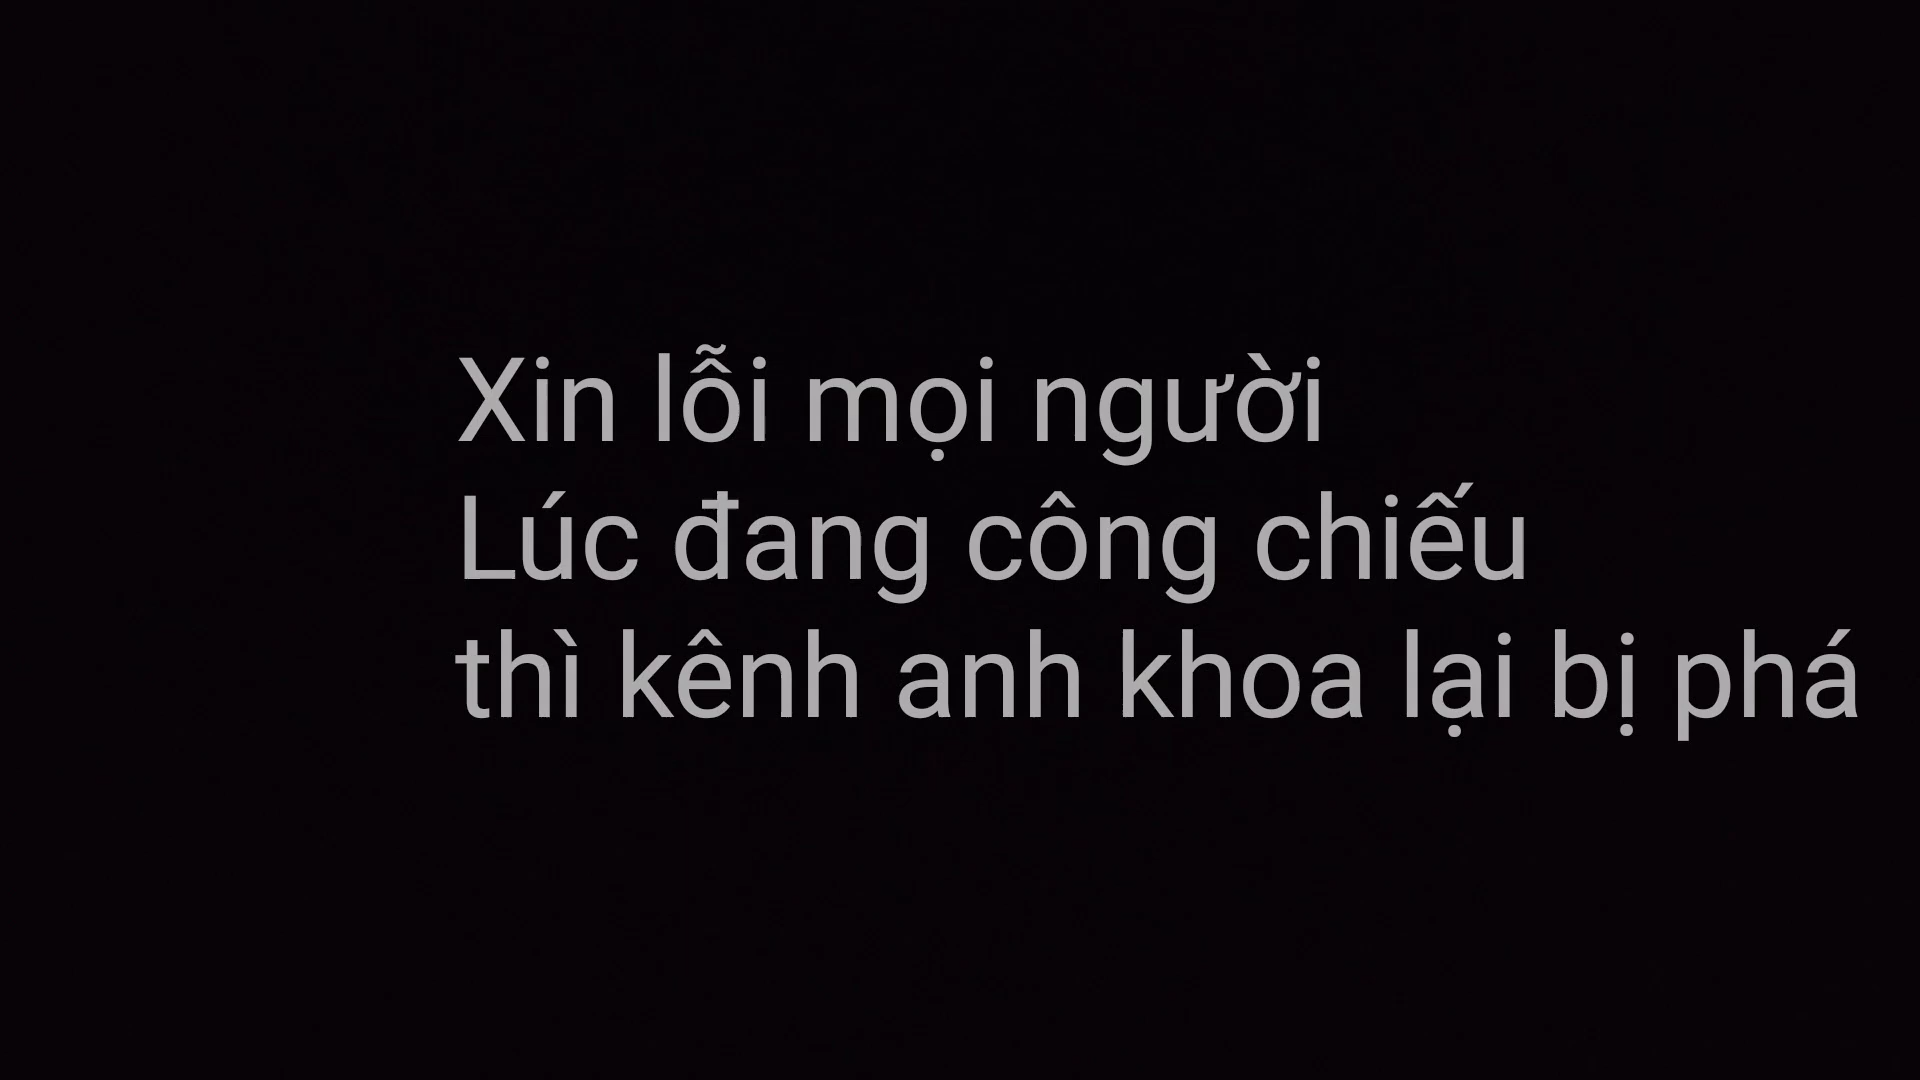 Xin lỗi mọi người
Lúc đang công chiếu
thì kênh anh khoa lại bị phá